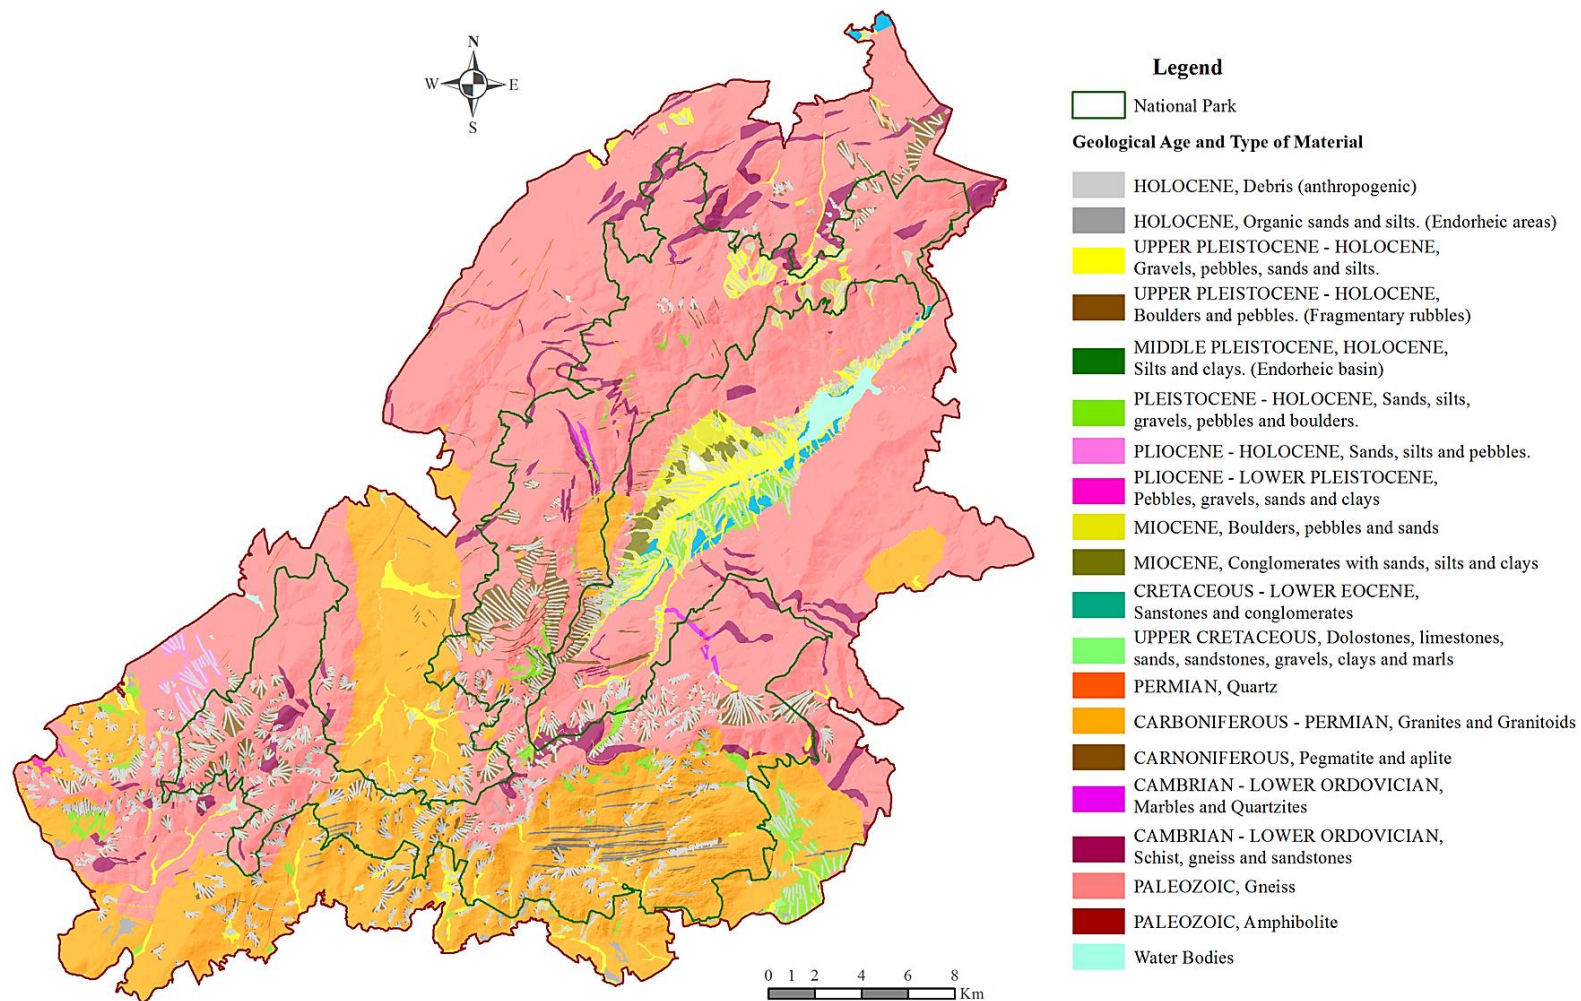 N
W
E
S
Legend
National Park
Geological Age and Type of Material
HOLOCENE, Debris (anthropogenic)
HOLOCENE, Organic sands and silts. (Endorheic areas)
UPPER PLEISTOCENE - HOLOCENE,
Gravels, pebbles, sands and silts.
UPPER PLEISTOCENE - HOLOCENE,
Boulders and pebbles. (Fragmentary rubbles)
MIDDLE PLEISTOCENE, HOLOCENE,
Silts and clays. (Endorheic basin)
PLEISTOCENE - HOLOCENE, Sands, silts,
gravels, pebbles and boulders.
PLIOCENE - HOLOCENE, Sands, silts and pebbles.
PLIOCENE - LOWER PLEISTOCENE,
Pebbles, gravels, sands and clays
MIOCENE, Boulders, pebbles and sands
MIOCENE, Conglomerates with sands, silts and clays
CRETACEOUS - LOWER EOCENE,
Sanstones and conglomerates
UPPER CRETACEOUS, Dolostones, limestones,
sands, sandstones, gravels, clays and marls
PERMIAN, Quartz
CARBONIFEROUS - PERMIAN, Granites and Granitoids
CARNONIFEROUS, Pegmatite and aplite
CAMBRIAN - LOWER ORDOVICIAN,
Marbles and Quartzites
CAMBRIAN - LOWER ORDOVICIAN,
Schist, gneiss and sandstones
PALEOZOIC, Gneiss
PALEOZOIC, Amphibolite
Water Bodies
0 1 2 4 6 8
Km